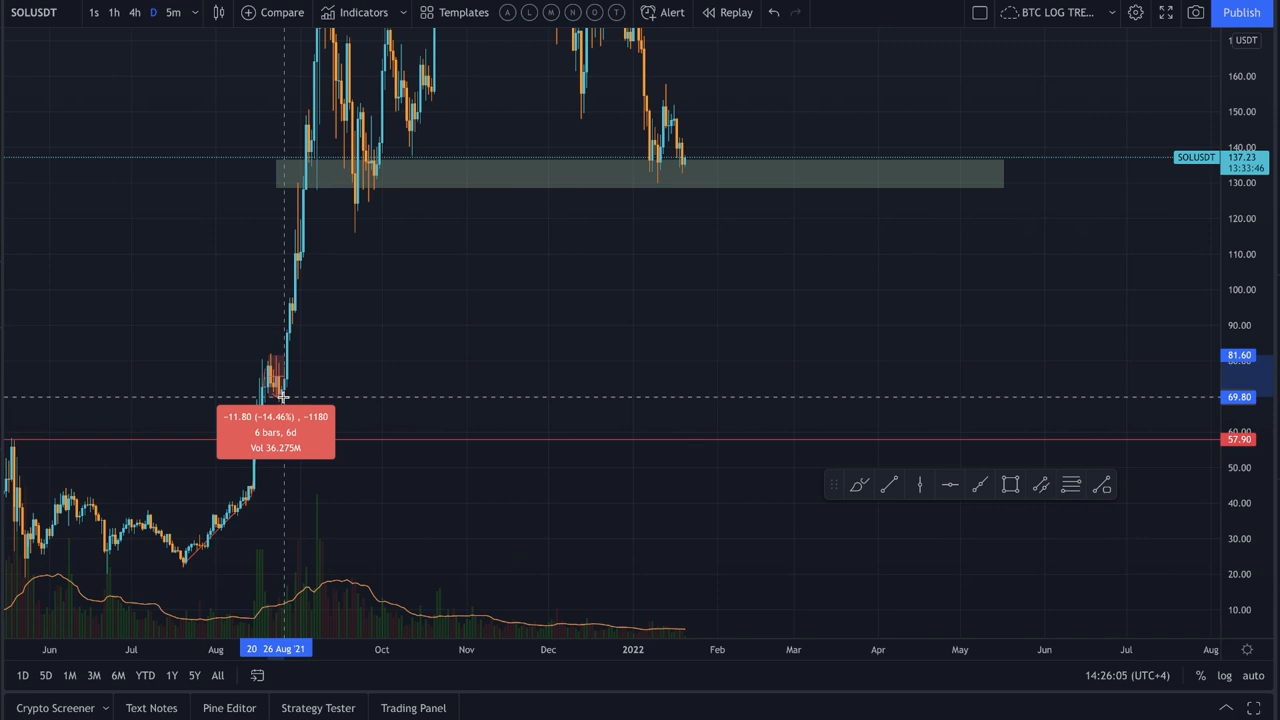 SOLUSDT 1s 1h 4h D 5m Compare Indicators Templates A L M N O T Alert Replay BTC LOG TRE... Publish
USDT
160.00
150.00
140.00
SOLUSDT 137.23
13:33:46
130.00
120.00
110.00
100.00
90.00
81.60
69.80
−11.80 (−14.46%) , −1180
6 bars, 6d
Vol 36.275M
60.00
57.90
50.00
40.00
30.00
20.00
10.00
Jun Jul Aug 20 26 Aug '21 Oct Nov Dec 2022 Feb Mar Apr May Jun Jul Aug
1D 5D 1M 3M 6M YTD 1Y 5Y All 14:26:05 (UTC+4) % log auto
Crypto Screener Text Notes Pine Editor Strategy Tester Trading Panel